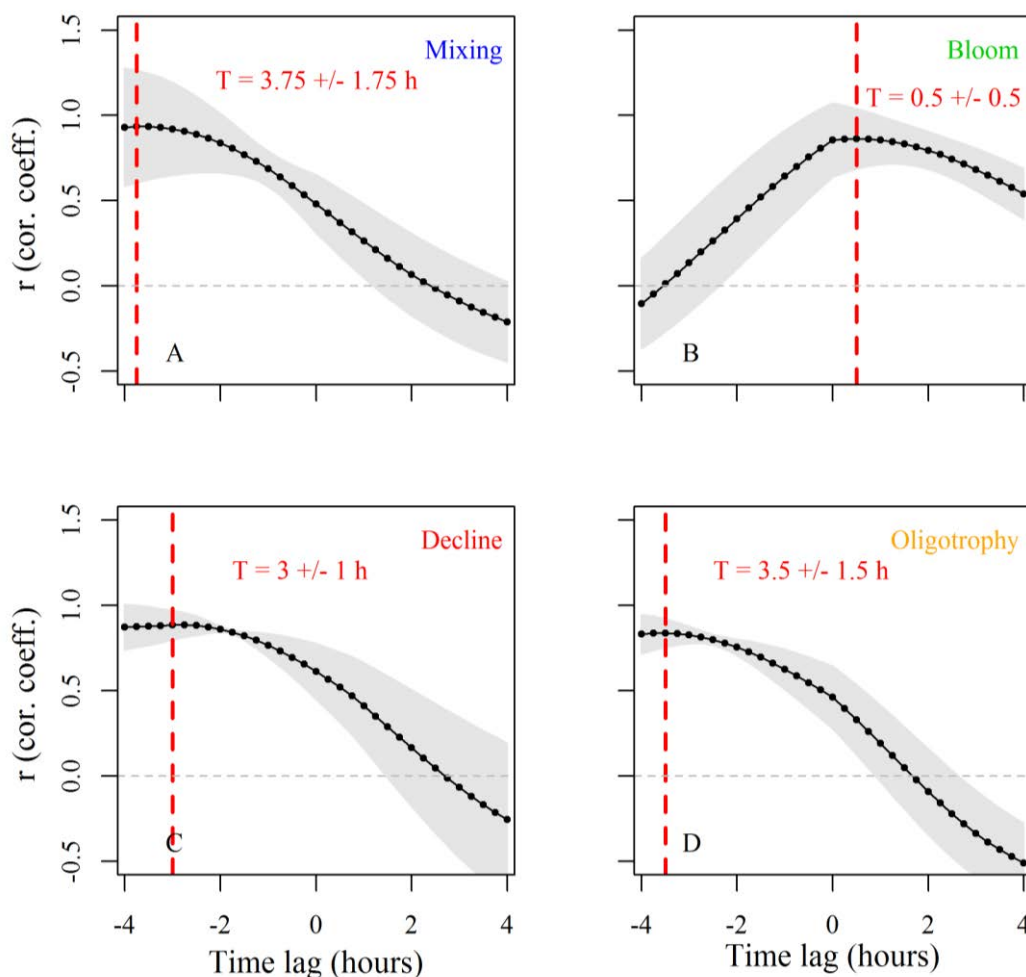 Mixing
T = 3.75 +/- 1.75 h
r (cor. coeff.)
1.5
1.0
0.5
0.0
-0.5
A
Bloom
T = 0.5 +/- 0.5
B
Decline
T = 3 +/- 1 h
r (cor. coeff.)
1.5
1.0
0.5
0.0
-0.5
C
-4 -2 0 2 4
Time lag (hours)
Oligotrophy
T = 3.5 +/- 1.5 h
D
-4 -2 0 2 4
Time lag (hours)